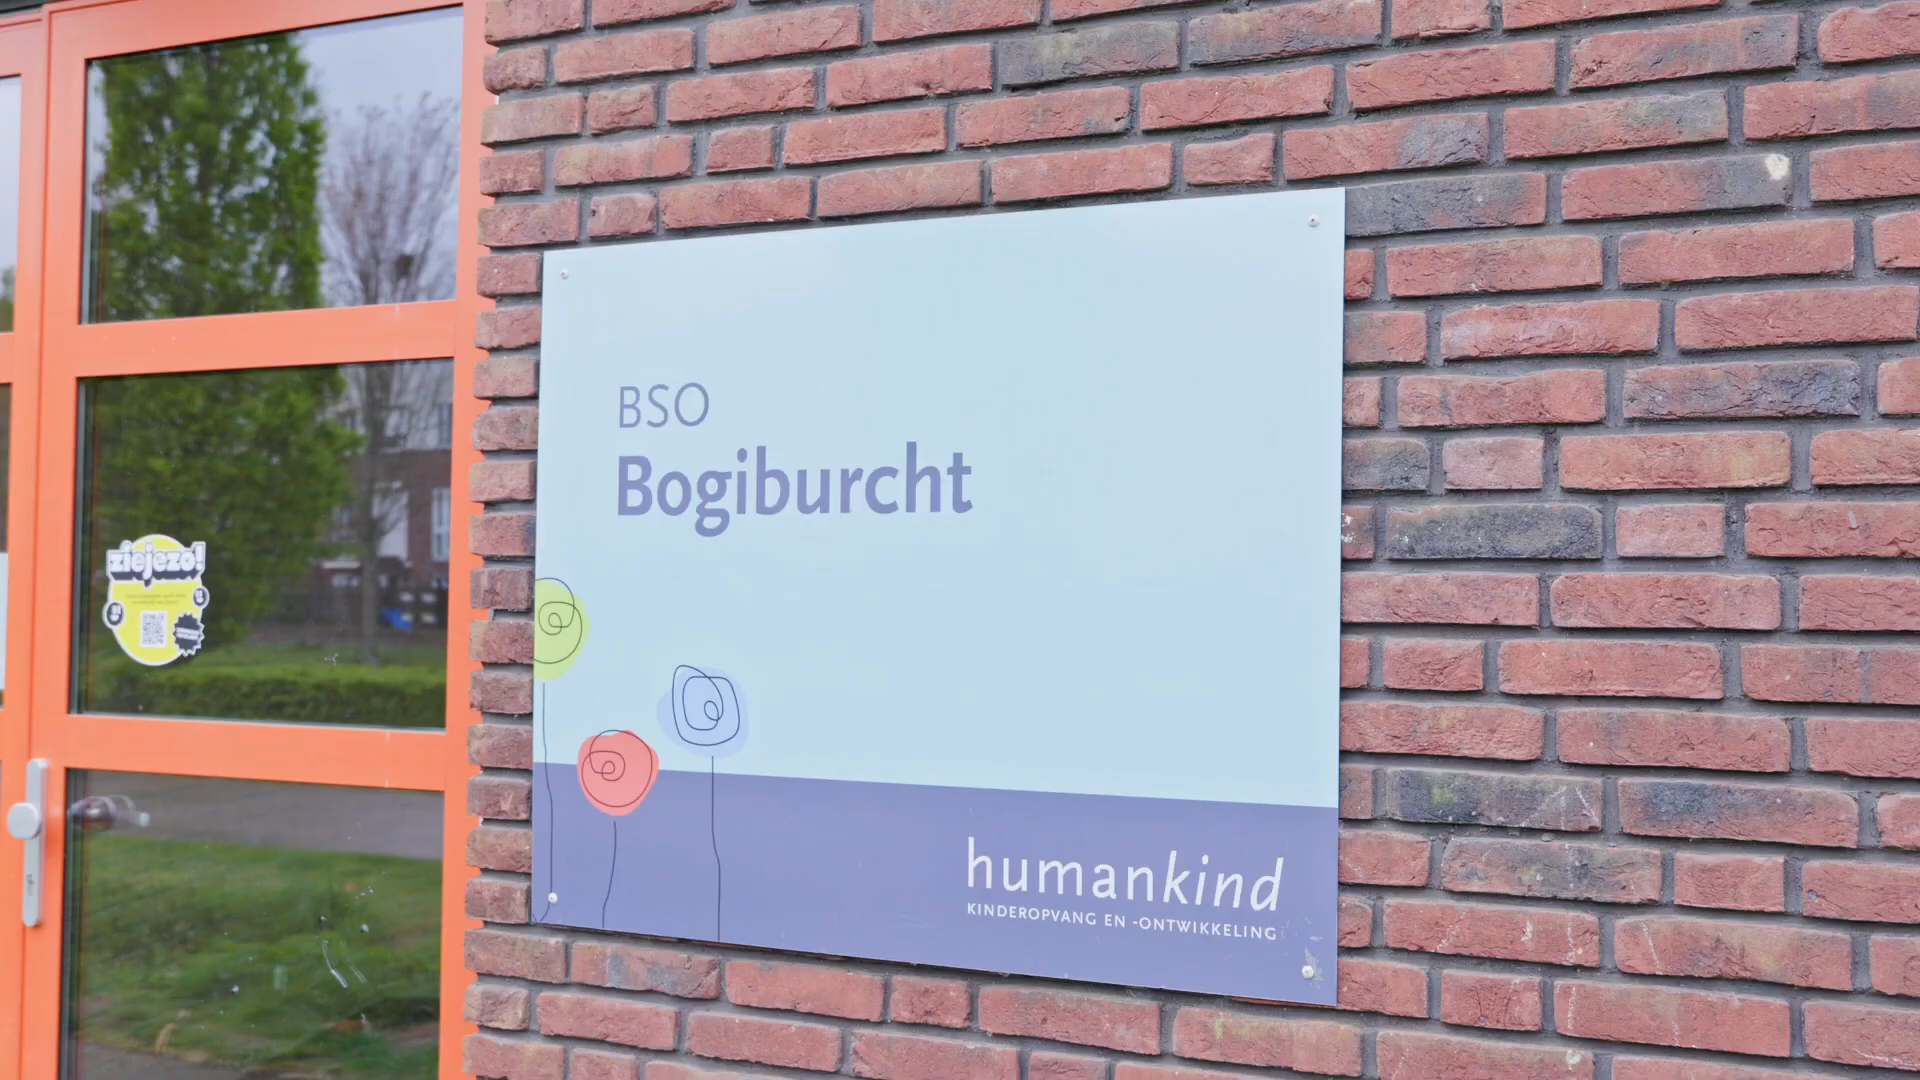 BSO
Bogiburcht
humankind
KINDEROPVANG EN -ONTWIKKELING
ziejezo!